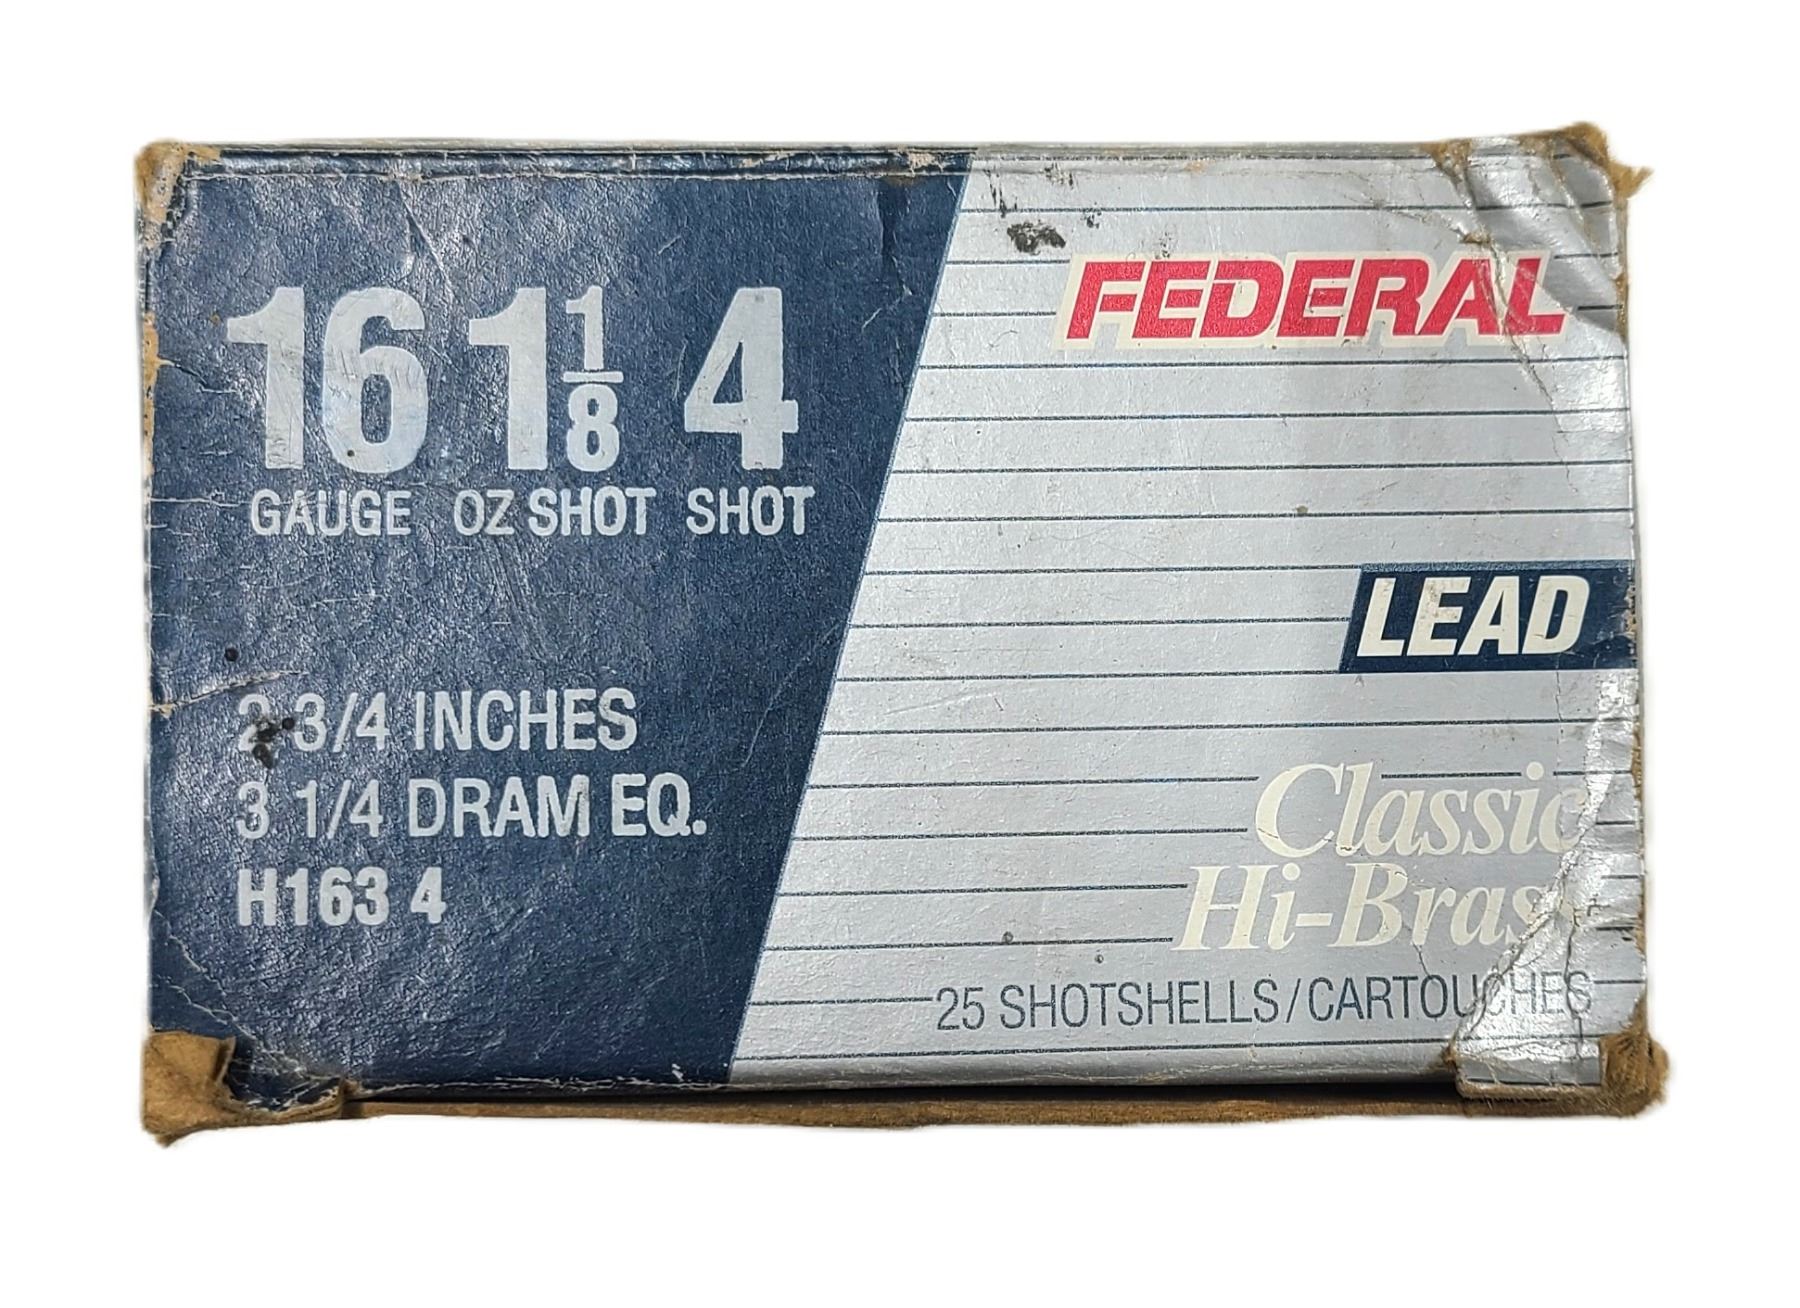 16 1 1/8 4
GAUGE OZ SHOT SHOT
2 3/4 INCHES
3 1/4 DRAM EQ.
H163 4
FEDERAL
LEAD
Classic
Hi-Brass
25 SHOTSHELLS/CARTOUCHES